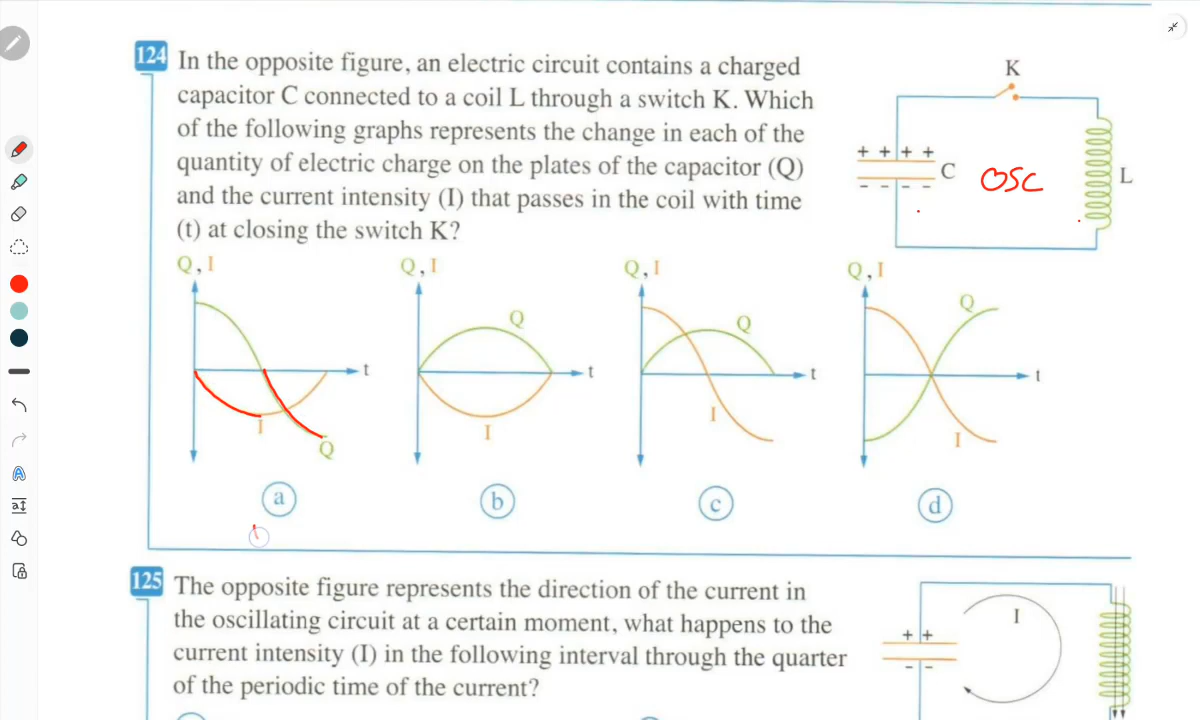 124 In the opposite figure, an electric circuit contains a charged
capacitor C connected to a coil L through a switch K. Which
of the following graphs represents the change in each of the
quantity of electric charge on the plates of the capacitor (Q)
and the current intensity (I) that passes in the coil with time
(t) at closing the switch K?
K
+ + + +
C
OSC
L
- - - -
Q, I
t
I
Q
a
Q, I
Q
t
I
b
Q, I
Q
t
I
c
Q, I
Q
t
I
d
125 The opposite figure represents the direction of the current in
the oscillating circuit at a certain moment, what happens to the
current intensity (I) in the following interval through the quarter
of the periodic time of the current?
I
+ +
- -